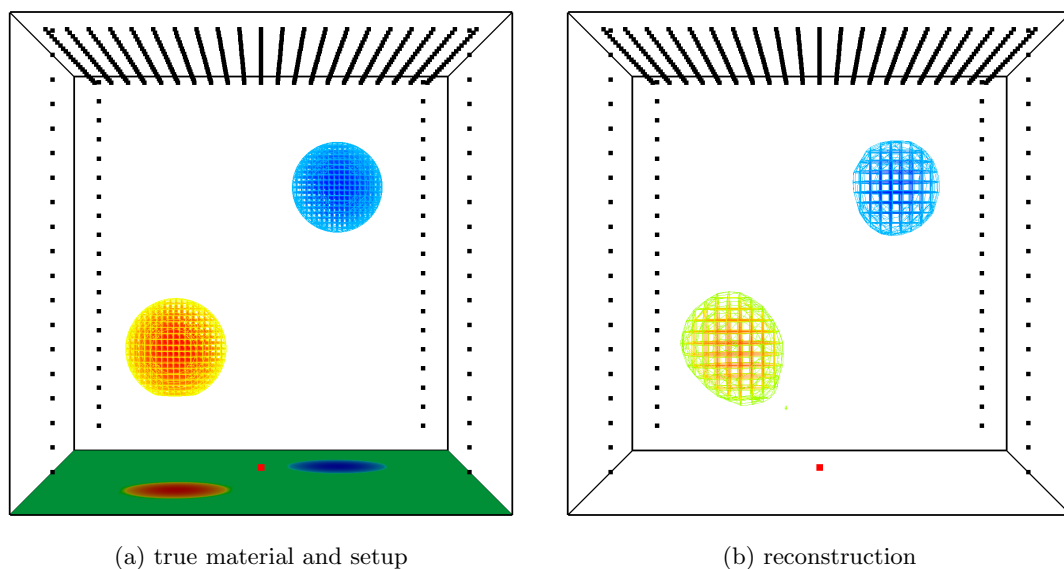 (a) true material and setup
(b) reconstruction